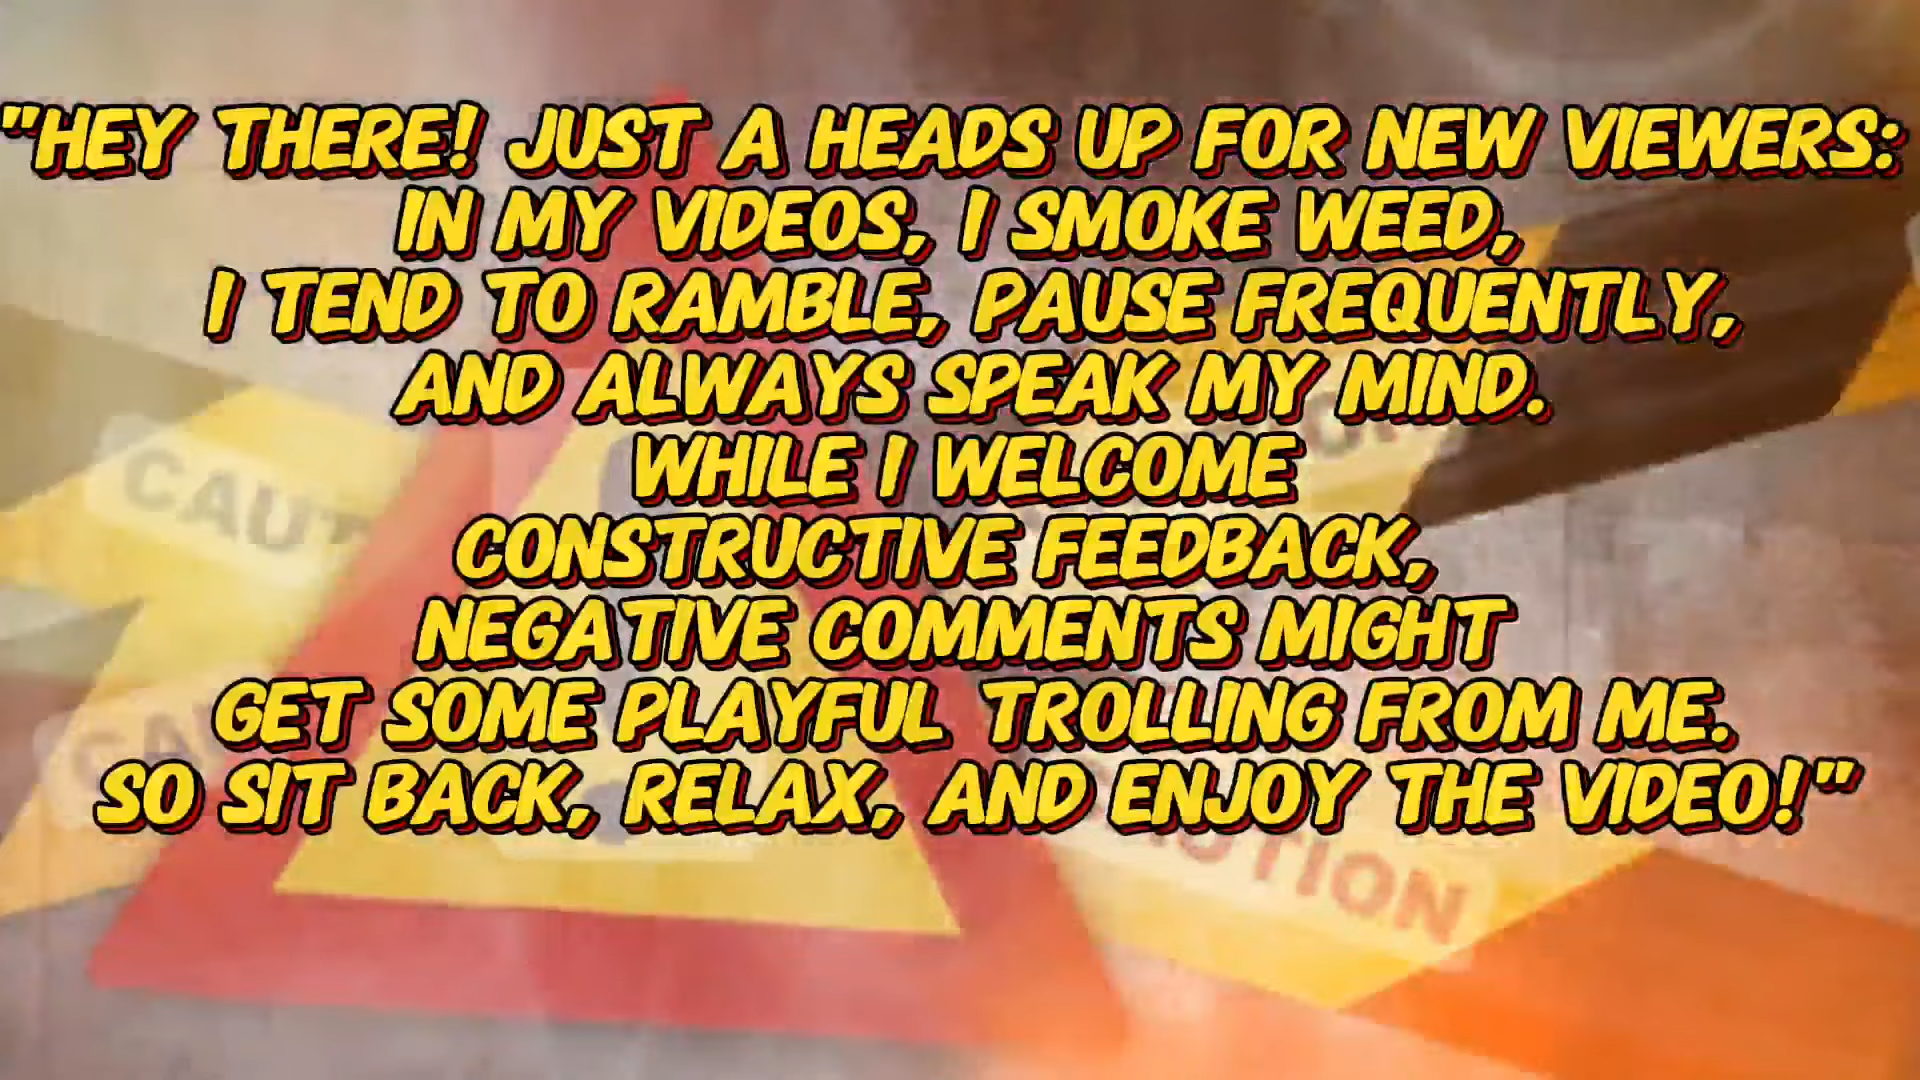 "HEY THERE! JUST A HEADS UP FOR NEW VIEWERS:
IN MY VIDEOS, I SMOKE WEED,
I TEND TO RAMBLE, PAUSE FREQUENTLY,
AND ALWAYS SPEAK MY MIND.
WHILE I WELCOME
CONSTRUCTIVE FEEDBACK,
NEGATIVE COMMENTS MIGHT
GET SOME PLAYFUL TROLLING FROM ME.
SO SIT BACK, RELAX, AND ENJOY THE VIDEO!"